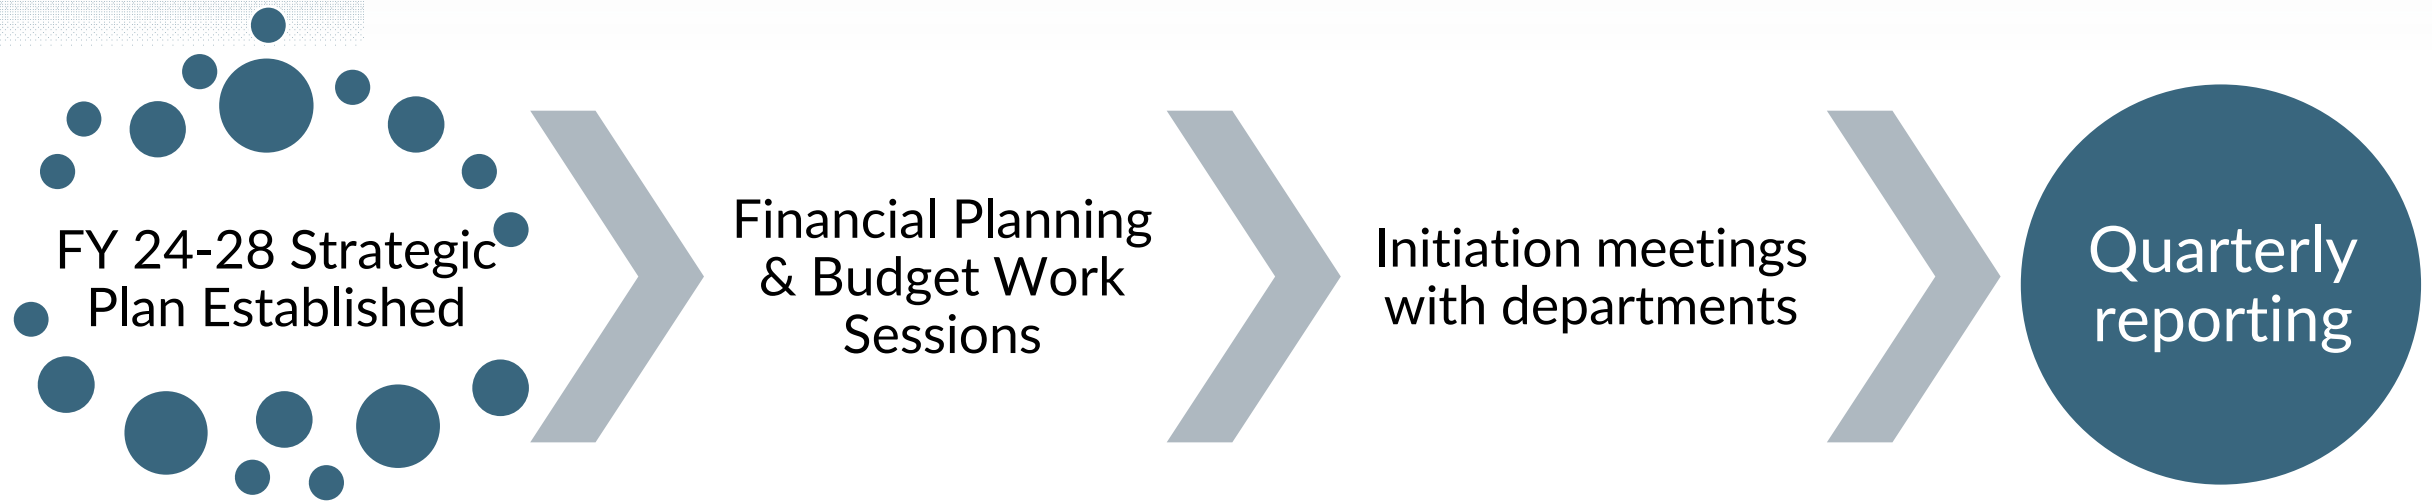 FY 24-28 Strategic
Plan Established
Financial Planning
& Budget Work
Sessions
Initiation meetings
with departments
Quarterly
reporting